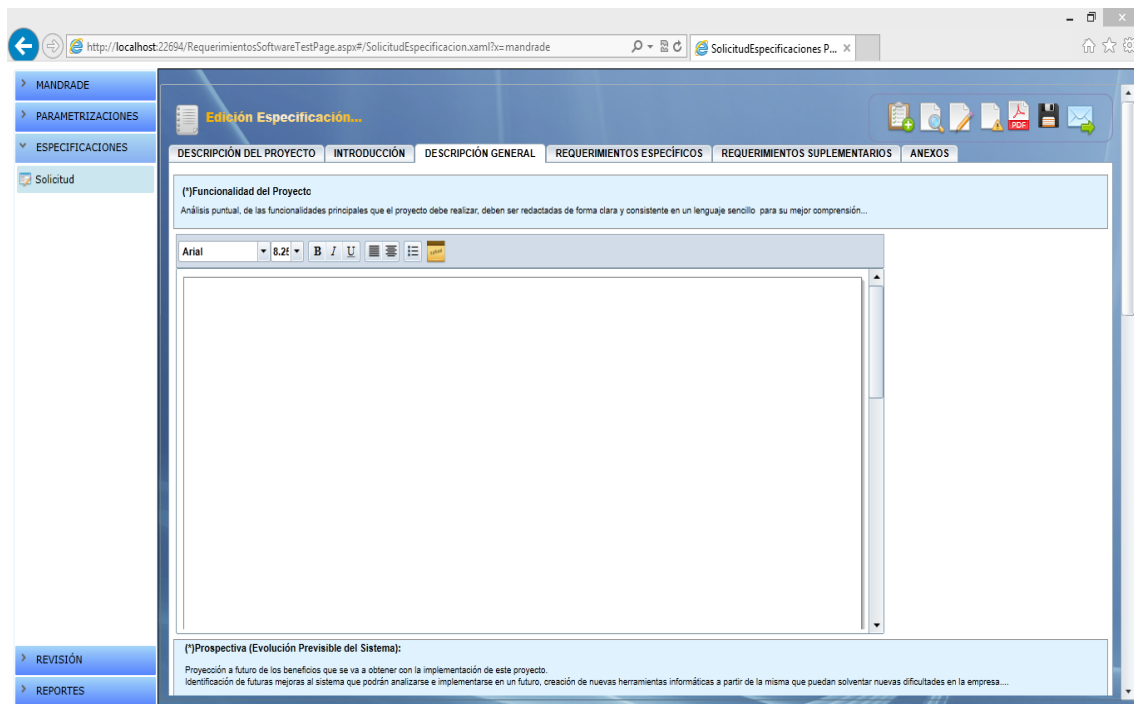 http://localhost:22694/RequerimientosSoftwareTestPage.aspx#/SolicitudEspecificacion.xaml?x=mandrade
SolicitudEspecificaciones P...
MANDRADE
PARAMETRIZACIONES
ESPECIFICACIONES
Solicitud
REVISIÓN
REPORTES
Edición Especificación...
PDF
DESCRIPCIÓN DEL PROYECTO INTRODUCCIÓN DESCRIPCIÓN GENERAL REQUERIMIENTOS ESPECÍFICOS REQUERIMIENTOS SUPLEMENTARIOS ANEXOS
(*)Funcionalidad del Proyecto
Análisis puntual, de las funcionalidades principales que el proyecto debe realizar, deben ser redactadas de forma clara y consistente en un lenguaje sencillo para su mejor comprensión...
Arial 8.25 B I U
(*)Prospectiva (Evolución Previsible del Sistema):
Proyección a futuro de los beneficios que se va a obtener con la implementación de este proyecto.
Identificación de futuras mejoras al sistema que podrán analizarse e implementarse en un futuro, creación de nuevas herramientas informáticas a partir de la misma que puedan solventar nuevas dificultades en la empresa....